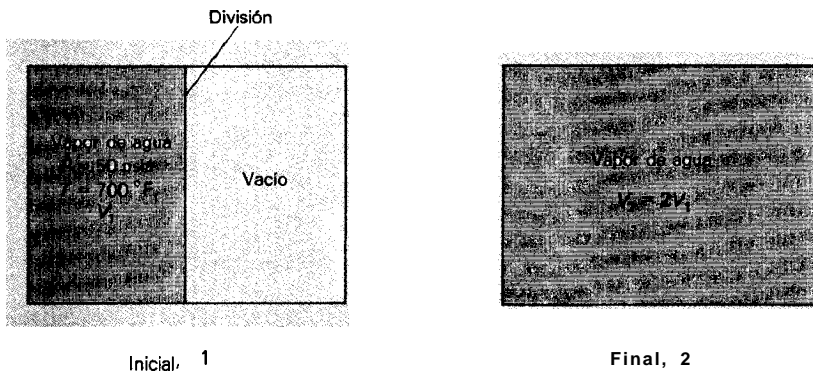 División
Vapor de agua
700 °F,
V₁
Vacío
Vapor de agua
V₂ = 2V₁
Inicial, 1
Final, 2